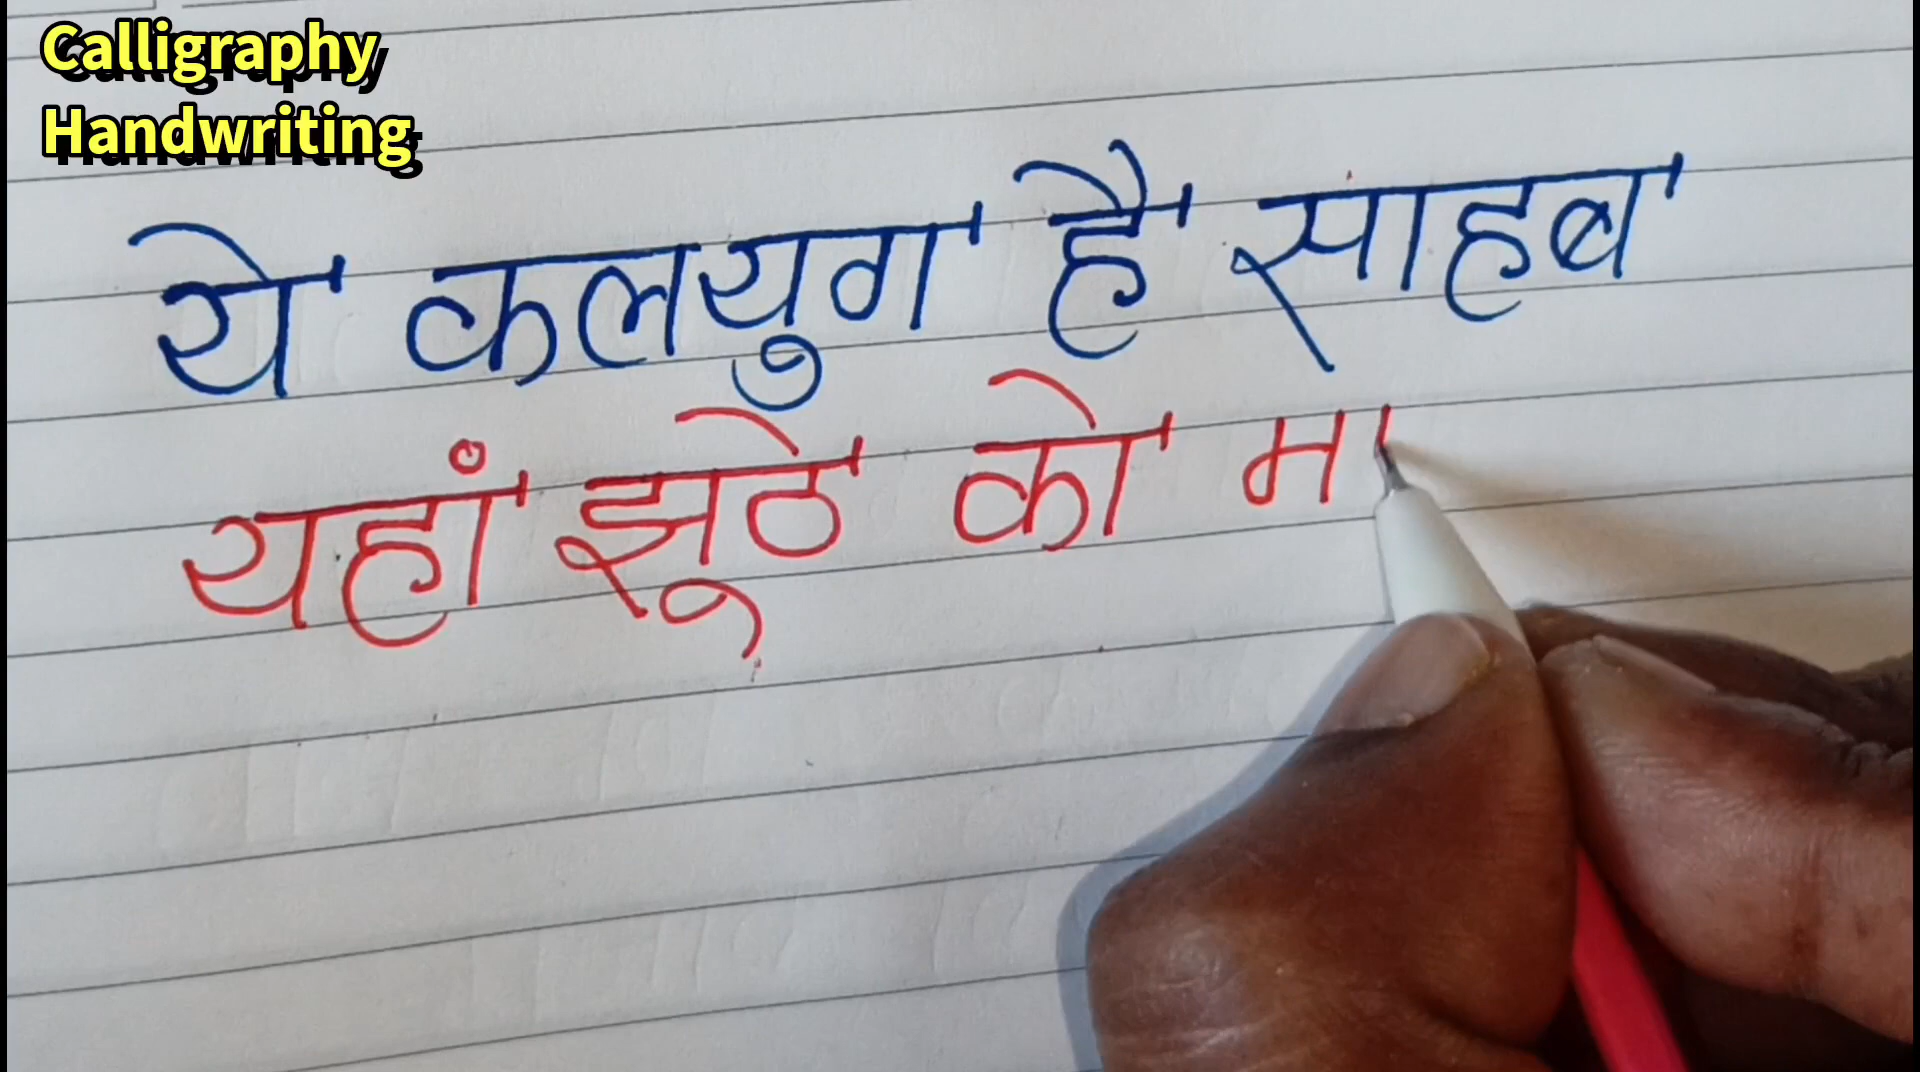 Calligraphy
Handwriting
ये कलयुग है साहब
यहां झूठे को मा